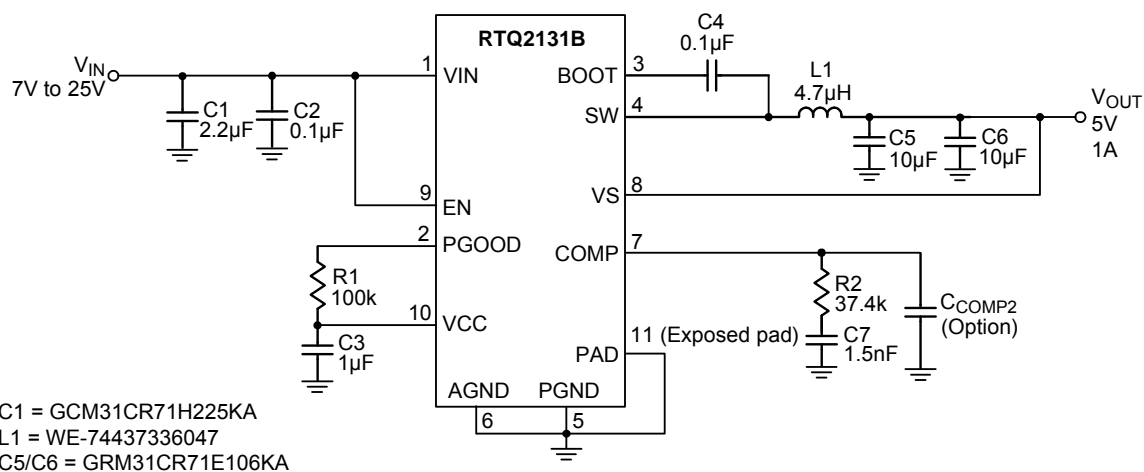 RTQ2131B
VIN
7V to 25V
C1
2.2µF
C2
0.1µF
1
VIN
9
EN
2
PGOOD
R1
100k
10
VCC
C3
1µF
BOOT
3
C4
0.1µF
SW
4
L1
4.7µH
C5
10µF
C6
10µF
VOUT
5V
1A
VS
8
COMP
7
R2
37.4k
C7
1.5nF
CCOMP2
(Option)
PAD
11 (Exposed pad)
AGND
PGND
6
5
C1 = GCM31CR71H225KA
L1 = WE-74437336047
C5/C6 = GRM31CR71E106KA